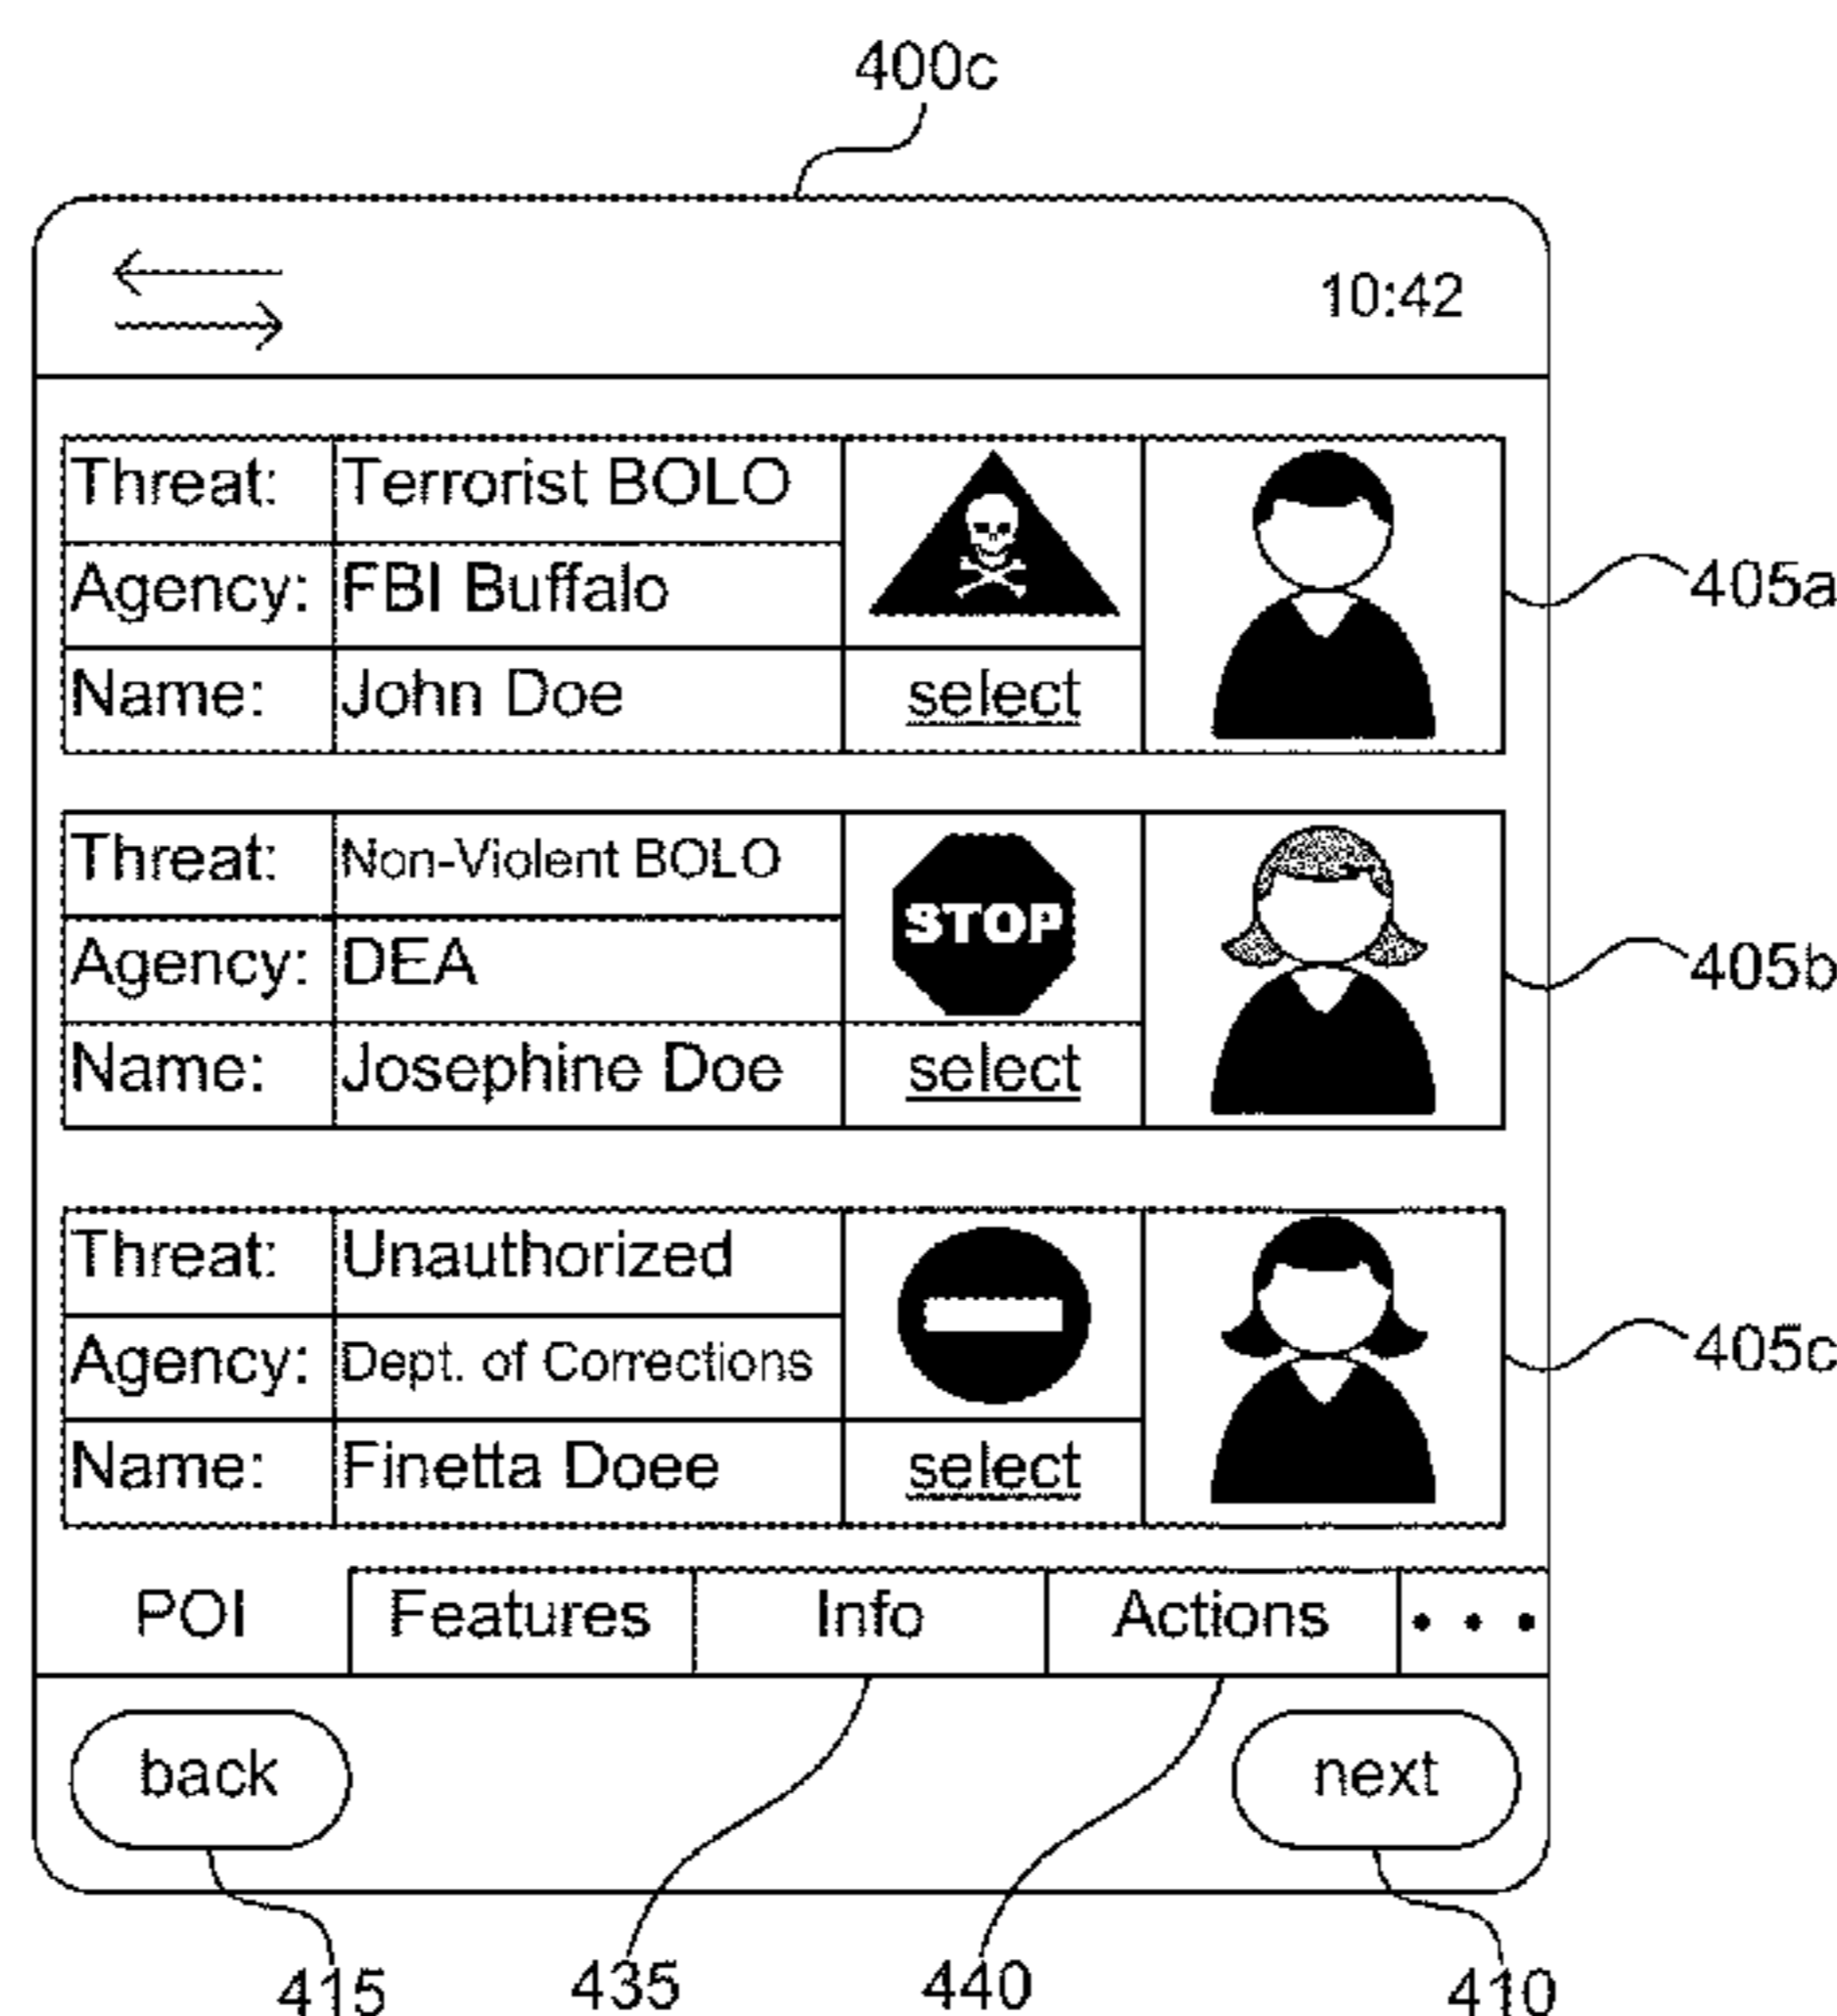 400c
10:42
Threat: Terrorist BOLO
Agency: FBI Buffalo
Name: John Doe select
405a
Threat: Non-Violent BOLO
STOP
Agency: DEA
405b
Name: Josephine Doe select
Threat: Unauthorized
Agency: Dept. of Corrections
405c
Name: Finetta Doee select
POI Features Info Actions • • •
back next
415 435 440 410